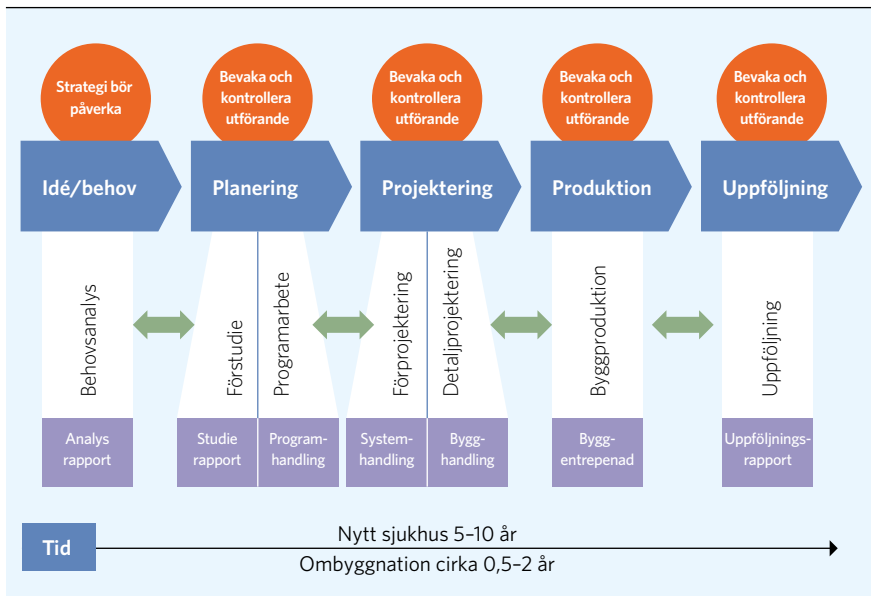 Strategi bör
påverka
Bevaka och
kontrollera
utförande
Bevaka och
kontrollera
utförande
Bevaka och
kontrollera
utförande
Bevaka och
kontrollera
utförande
Idé/behov
Planering
Projektering
Produktion
Uppföljning
Behovsanalys
Förstudie
Programarbete
Förprojektering
Detaljprojektering
Byggproduktion
Uppföljning
Analys
rapport
Studie
rapport
Program-
handling
System-
handling
Bygg-
handling
Bygg-
entrepenad
Uppföljnings-
rapport
Tid
Nytt sjukhus 5–10 år
Ombyggnation cirka 0,5–2 år